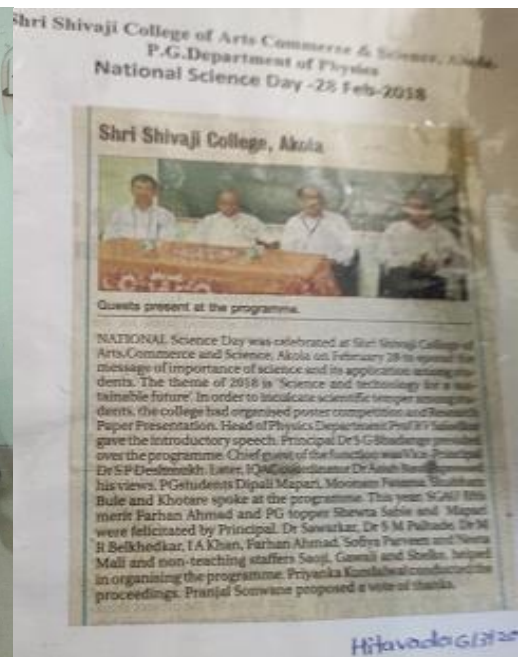 Shri Shivaji College of Arts Commerce & Science, Akola.
P.G.Department of Physics
National Science Day -28 Feb-2018
Shri Shivaji College, Akola
Guests present at the programme.
NATIONAL Science Day was celebrated at Shri Shivaji College of
Arts, Commerce and Science, Akola on February 28 to spread the
message of importance of science and its application among stu-
dents. The theme of 2018 is 'Science and technology for a sus-
tainable future'. In order to inculcate scientific temper among stu-
dents, the college had organised poster competition and Research
Paper Presentation. Head of Physics Department Prof
gave the introductory speech. Principal Dr S G Bhadange presided
over the programme. Chief guest of the function was Vice Principal
Dr S P Deshmukh. Later, IQAC coordinator Dr
his views. PG students Dipali Mapari,
Bule and Khotare spoke at the programme. This year, SGAU
merit Farhan Ahmad and PG topper Shewta and Mapari
were felicitated by Principal. Dr Sawarkar, Dr S M Palhade, Dr M
R Belkhedkar, I A Khan, Farhan Ahmad, Sofiya Parveen and
Mali and non-teaching staffers Saoji, Gawali and Shelke, helped
in organising the programme. Priyanka conducted the
proceedings. Pranjal Sonwane proposed a vote of thanks.
Hitavada